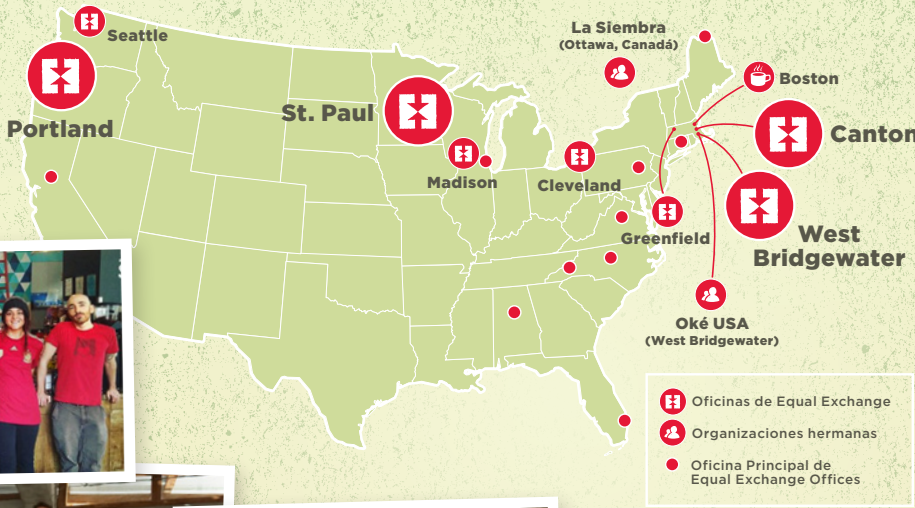 Seattle
La Siembra
(Ottawa, Canadá)
Boston
St. Paul
Portland
Canton
Madison
Cleveland
Greenfield
West
Bridgewater
Oké USA
(West Bridgewater)
Oficinas de Equal Exchange
Organizaciones hermanas
Oficina Principal de
Equal Exchange Offices